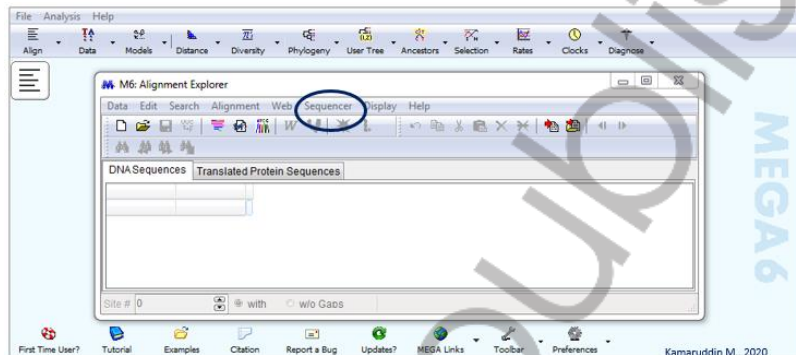 File Analysis Help
Align Data Models Distance Diversity Phylogeny User Tree Ancestors Selection Rates Clocks Diagnose
M6: Alignment Explorer
Data Edit Search Alignment Web Sequencer Display Help
DNA Sequences Translated Protein Sequences
Site # 0 with w/o Gaps
MEGA6
First Time User? Tutorial Examples Citation Report a Bug Updates? MEGA Links Toolbar Preferences
Kamaruddin M., 2020